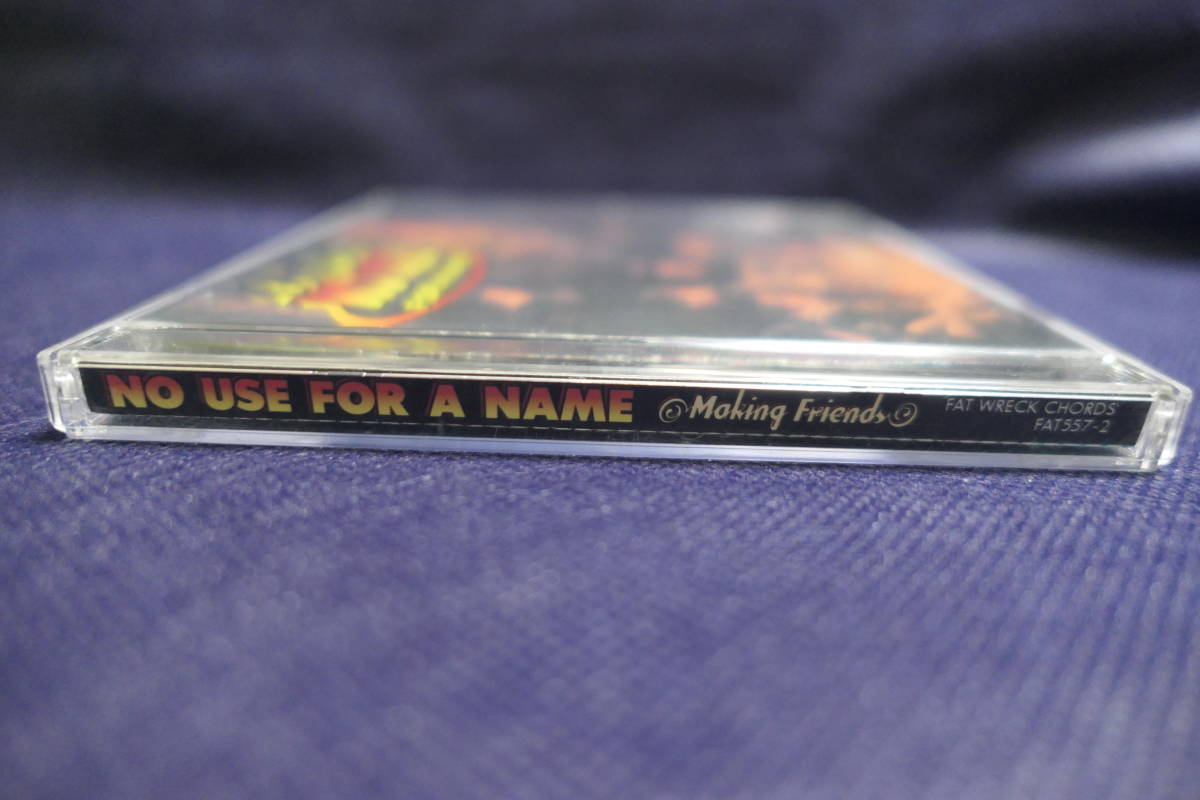 NO USE FOR A NAME Making Friends FAT WRECK CHORDS
FAT557-2